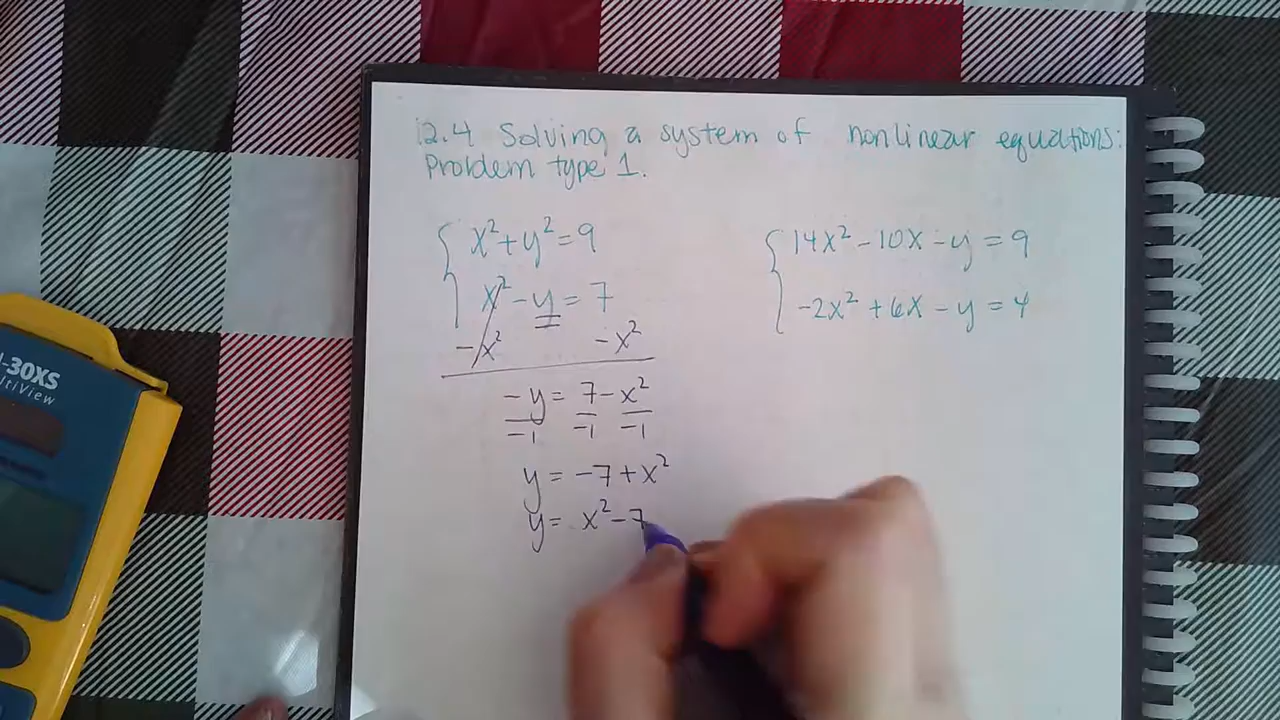 12.4 Solving a system of nonlinear equations:
Problem type 1.
x²+y²=9
x²-y=7
-x² -x²
-y = 7-x²
-1 -1 -1
y = -7+x²
y = x²-7
14x²-10x-y=9
-2x²+6x-y=4
-30XS
ltiView